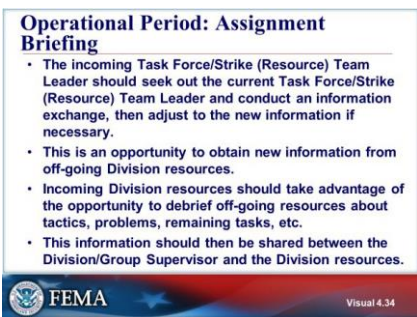 Operational Period: Assignment
Briefing
• The incoming Task Force/Strike (Resource) Team
Leader should seek out the current Task Force/Strike
(Resource) Team Leader and conduct an information
exchange, then adjust to the new information if
necessary.
• This is an opportunity to obtain new information from
off-going Division resources.
• Incoming Division resources should take advantage of
the opportunity to debrief off-going resources about
tactics, problems, remaining tasks, etc.
• This information should then be shared between the
Division/Group Supervisor and the Division resources.
FEMA
Visual 4.34